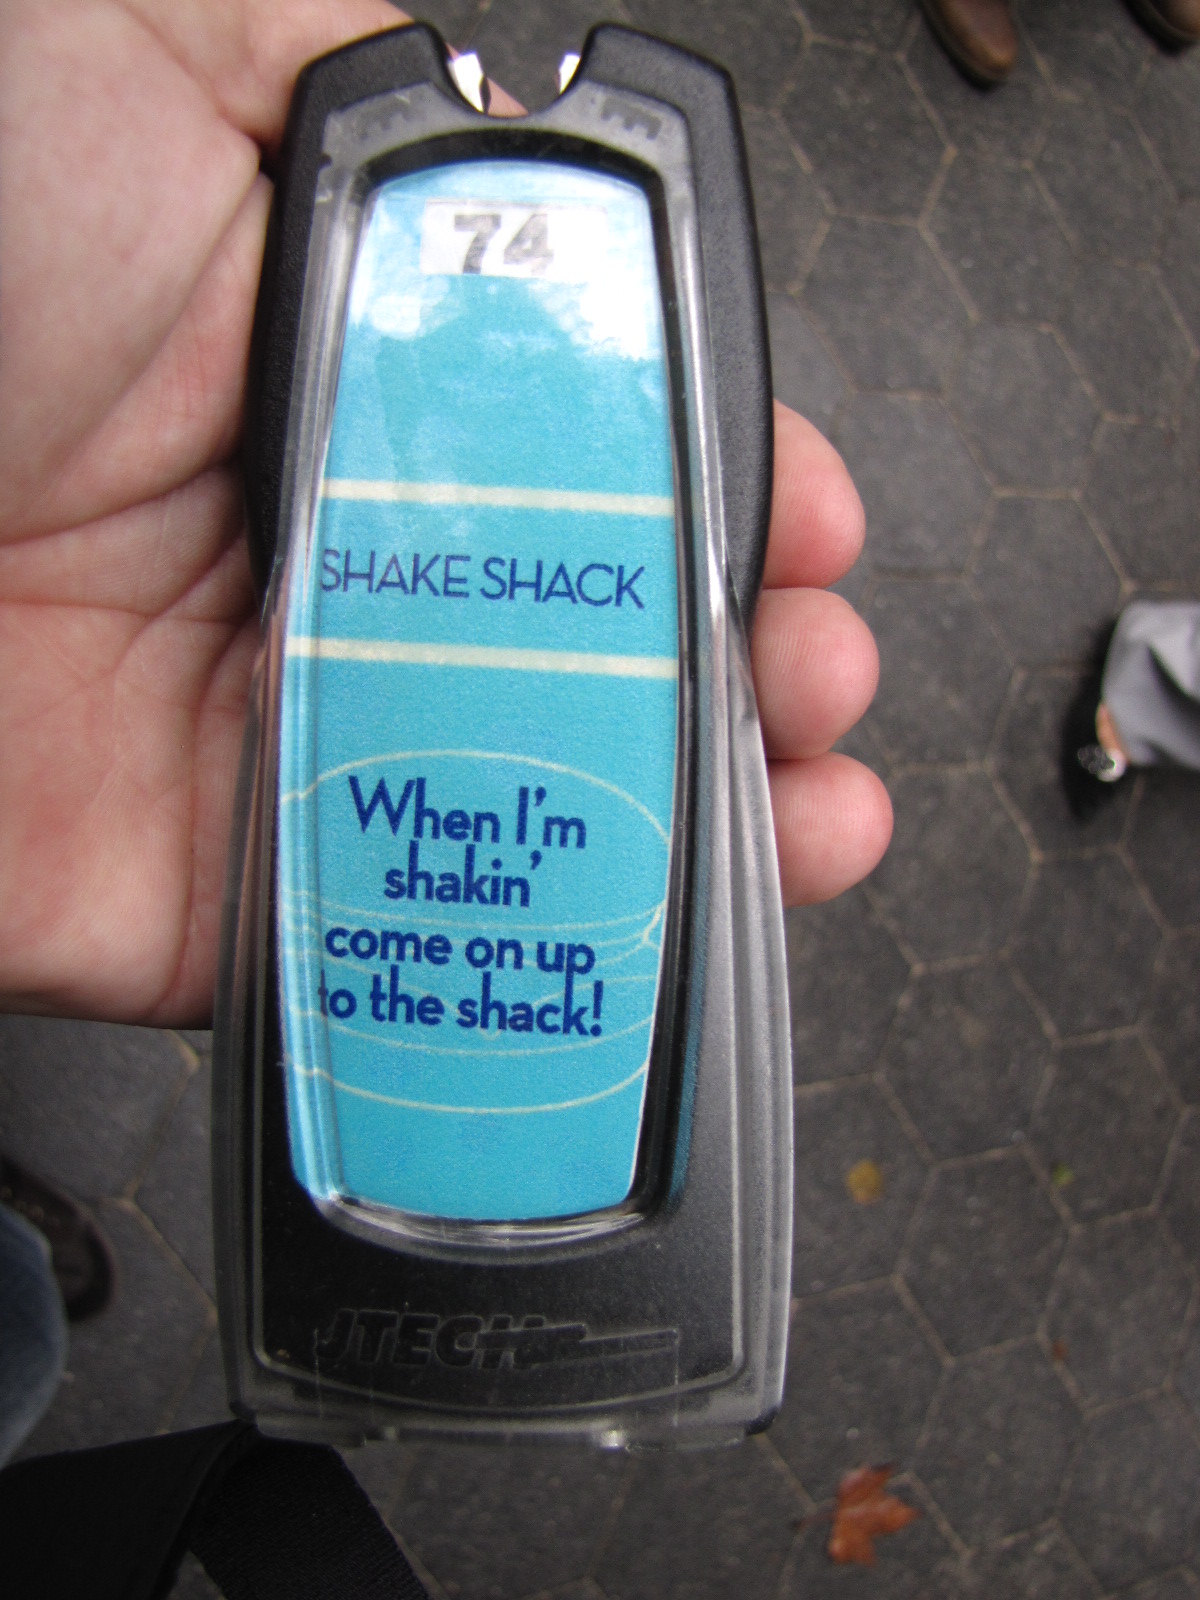 74
SHAKE SHACK
When I'm
shakin'
come on up
to the shack!
JTECH